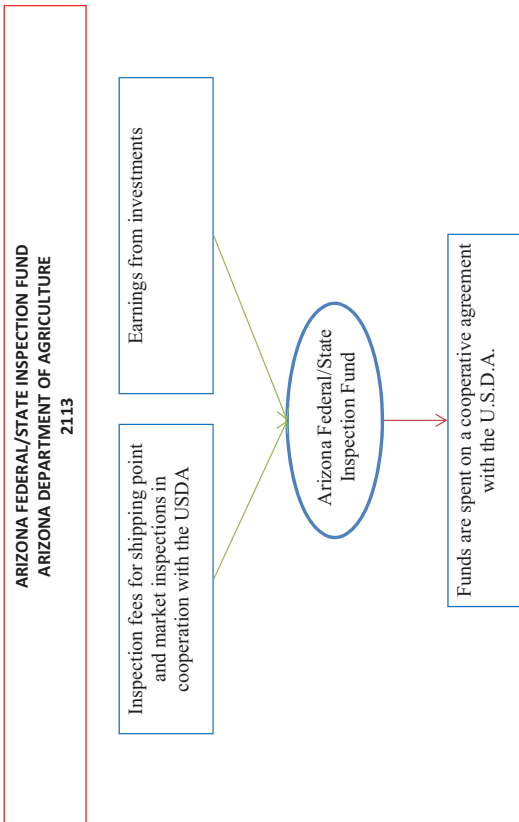 ARIZONA FEDERAL/STATE INSPECTION FUND
ARIZONA DEPARTMENT OF AGRICULTURE
2113
Inspection fees for shipping point
and market inspections in
cooperation with the USDA
Earnings from investments
Arizona Federal/State
Inspection Fund
Funds are spent on a cooperative agreement
with the U.S.D.A.